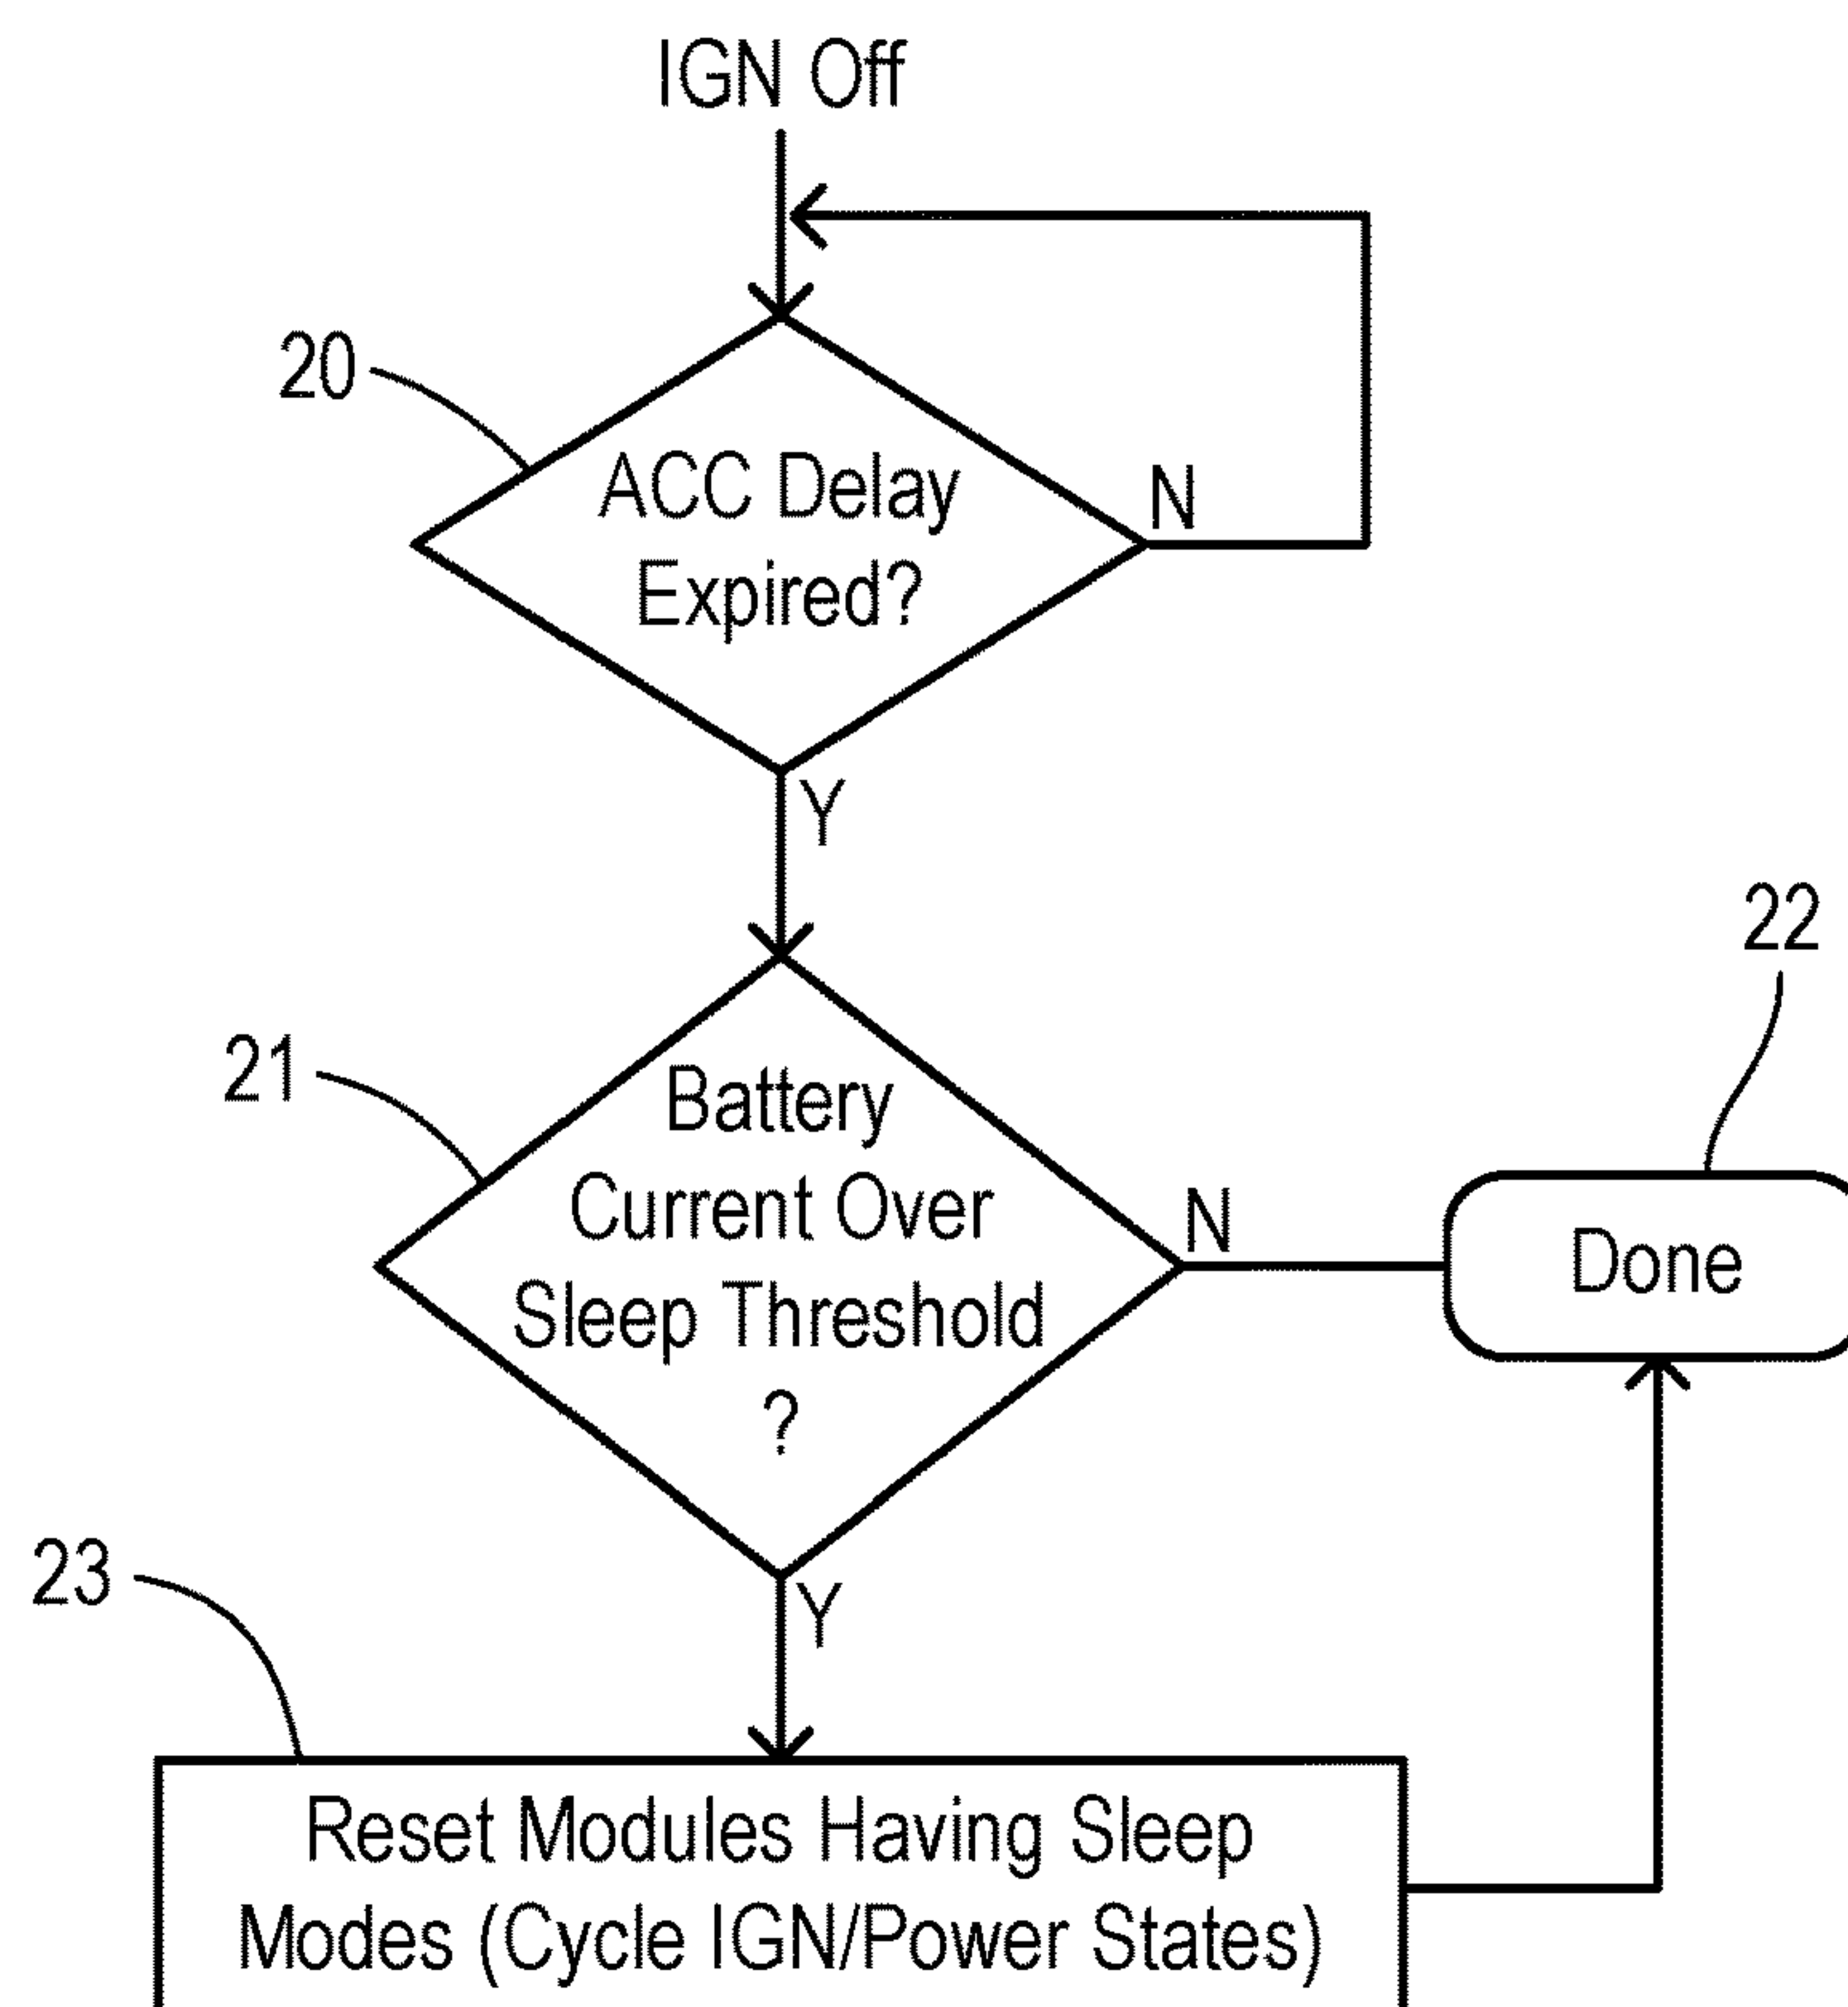 IGN Off
20
ACC Delay
Expired?
N
Y
22
21
Battery
Current Over
Sleep Threshold
?
N
Done
Y
23
Reset Modules Having Sleep
Modes (Cycle IGN/Power States)